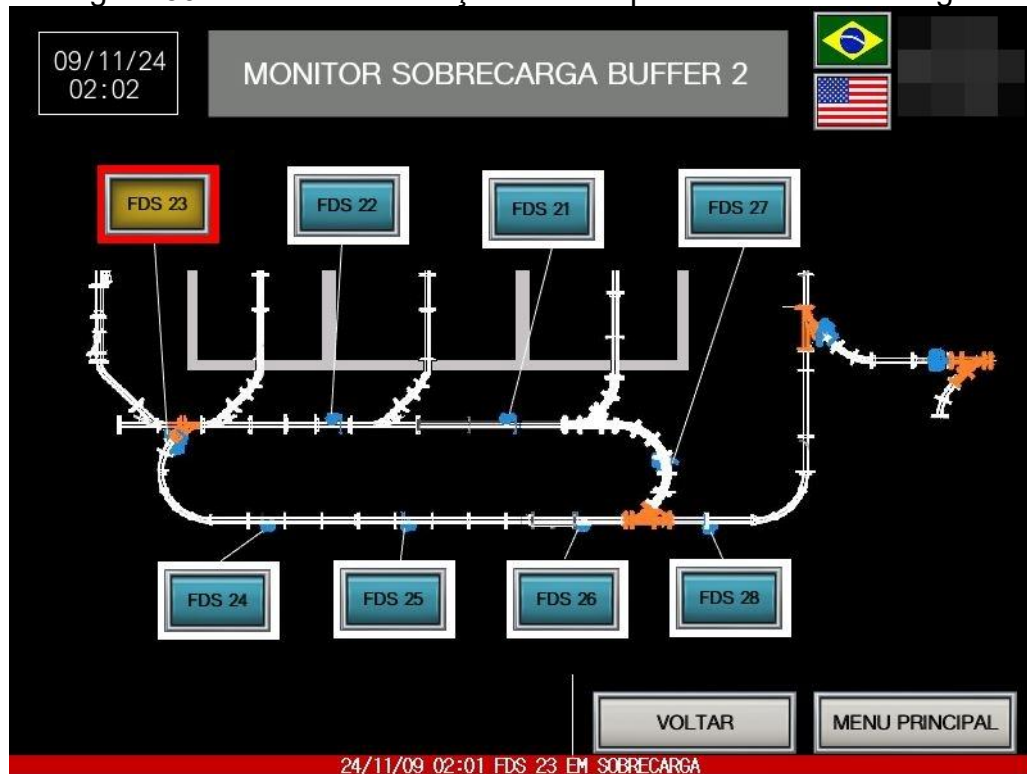 09/11/24
02:02
MONITOR SOBRECARGA BUFFER 2
FDS 23
FDS 22
FDS 21
FDS 27
FDS 24
FDS 25
FDS 26
FDS 28
VOLTAR
MENU PRINCIPAL
24/11/09 02:01 FDS 23 EM SOBRECARGA